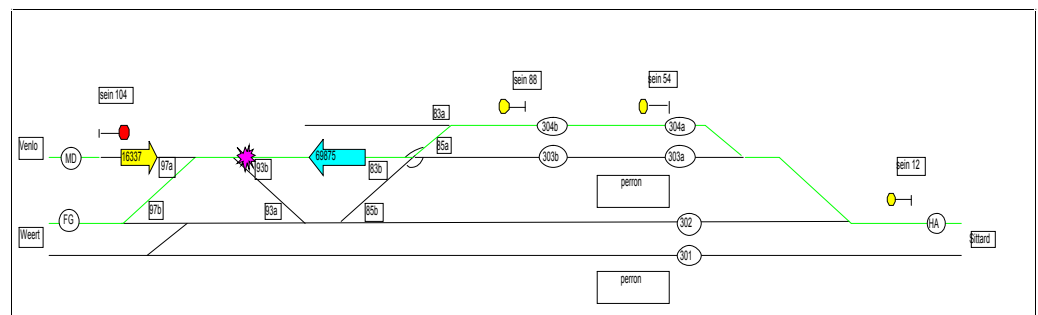 sein 88
sein 54
sein 104
83a
304b
304a
Venlo
MD
16337
97a
93b
69875
83b
85a
303b
303a
sein 12
perron
97b
93a
85b
FG
302
HA
Weert
Sittard
301
perron